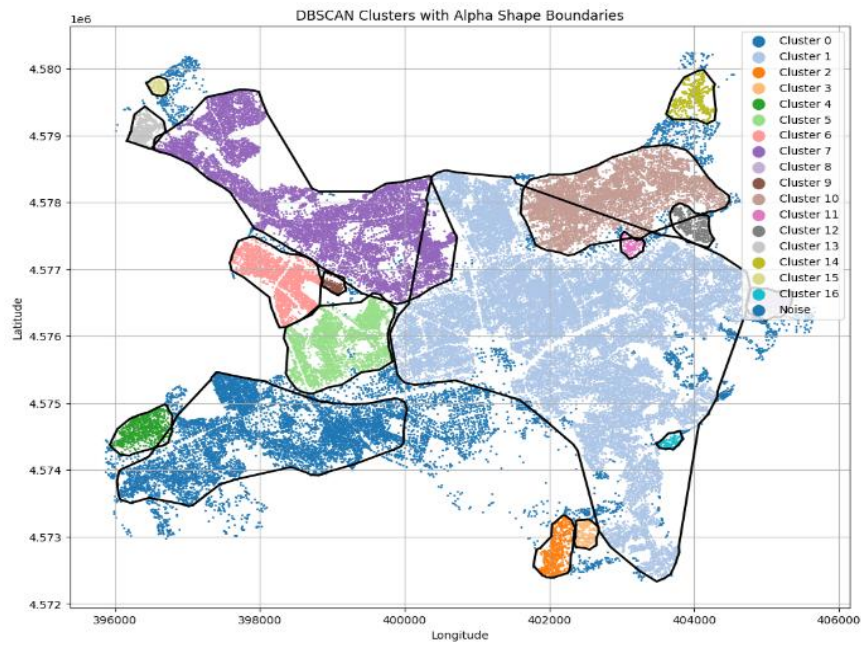 DBSCAN Clusters with Alpha Shape Boundaries
1e6
4.580
4.579
4.578
4.577
4.576
4.575
4.574
4.573
4.572
Latitude
396000 398000 400000 402000 404000 406000
Longitude
Cluster 0
Cluster 1
Cluster 2
Cluster 3
Cluster 4
Cluster 5
Cluster 6
Cluster 7
Cluster 8
Cluster 9
Cluster 10
Cluster 11
Cluster 12
Cluster 13
Cluster 14
Cluster 15
Cluster 16
Noise